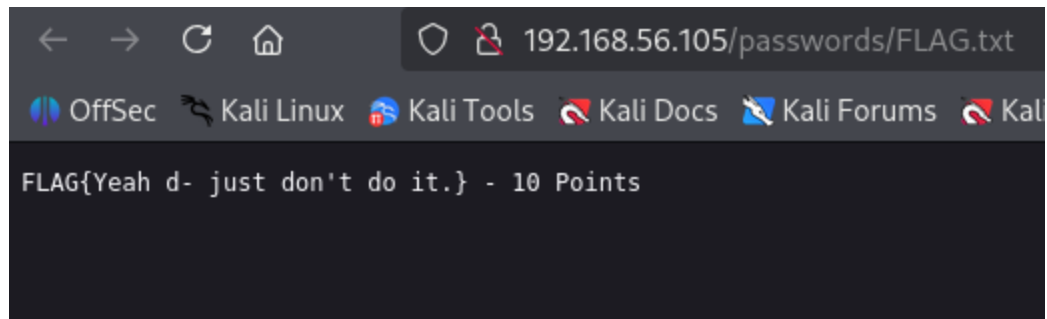 192.168.56.105/passwords/FLAG.txt
OffSec Kali Linux Kali Tools Kali Docs Kali Forums Kali
FLAG{Yeah d- just don't do it.} - 10 Points